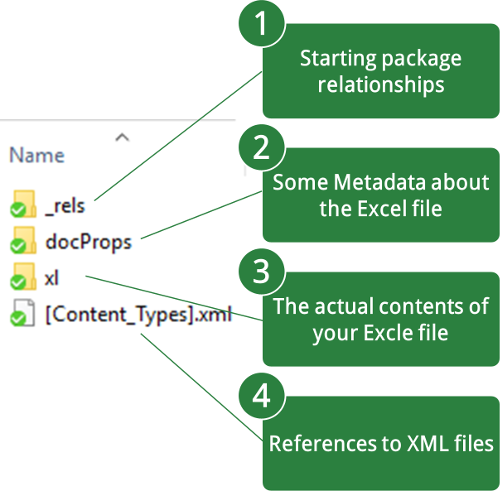 1
Starting package
relationships
Name
2
Some Metadata about
the Excel file
_rels
docProps
xl
[Content_Types].xml
3
The actual contents of
your Excle file
4
References to XML files